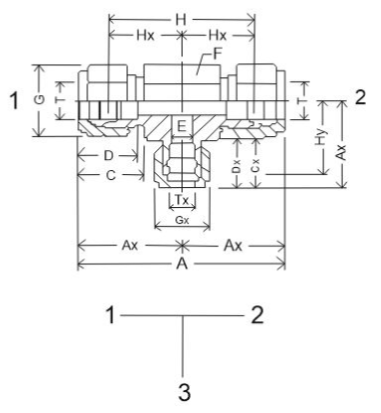 H
Hx Hx
F
1 G T E T 2
D
C
Tx
Gx
Dx Cx Hy Ax
Ax Ax
A
1 2
3